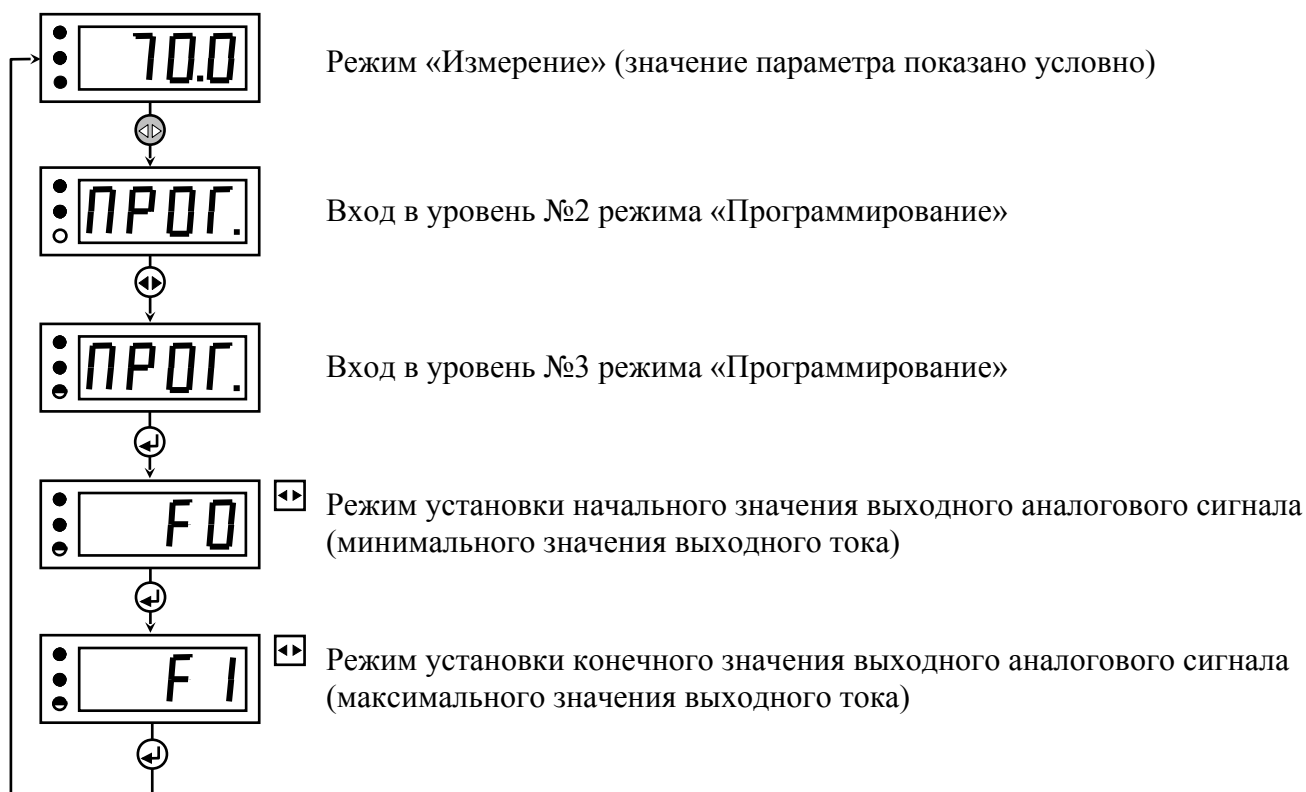 70.0
Режим «Измерение» (значение параметра показано условно)
ПРОГ.
Вход в уровень №2 режима «Программирование»
ПРОГ.
Вход в уровень №3 режима «Программирование»
F0
Режим установки начального значения выходного аналогового сигнала
(минимального значения выходного тока)
F1
Режим установки конечного значения выходного аналогового сигнала
(максимального значения выходного тока)